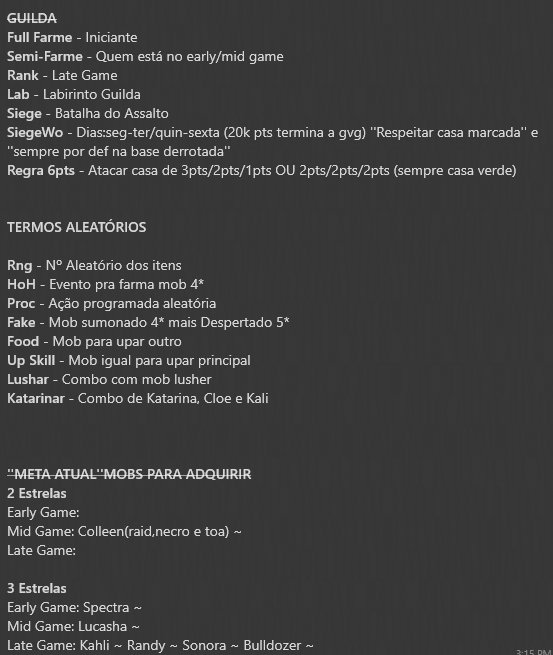 GUILDA
Full Farme - Iniciante
Semi-Farme - Quem está no early/mid game
Rank - Late Game
Lab - Labirinto Guilda
Siege - Batalha do Assalto
SiegeWo - Dias:seg-ter/quin-sexta (20k pts termina a gvg) "Respeitar casa marcada" e
"sempre por def na base derrotada"
Regra 6pts - Atacar casa de 3pts/2pts/1pts OU 2pts/2pts/2pts (sempre casa verde)
TERMOS ALEATÓRIOS
Rng - Nº Aleatório dos itens
HoH - Evento pra farma mob 4*
Proc - Ação programada aleatória
Fake - Mob sumonado 4* mais Despertado 5*
Food - Mob para upar outro
Up Skill - Mob igual para upar principal
Lushar - Combo com mob lusher
Katarinar - Combo de Katarina, Cloe e Kali
"META ATUAL"MOBS PARA ADQUIRIR
2 Estrelas
Early Game:
Mid Game: Colleen(raid,necro e toa) ~
Late Game:
3 Estrelas
Early Game: Spectra ~
Mid Game: Lucasha ~
Late Game: Kahli ~ Randy ~ Sonora ~ Bulldozer ~
3:15 PM